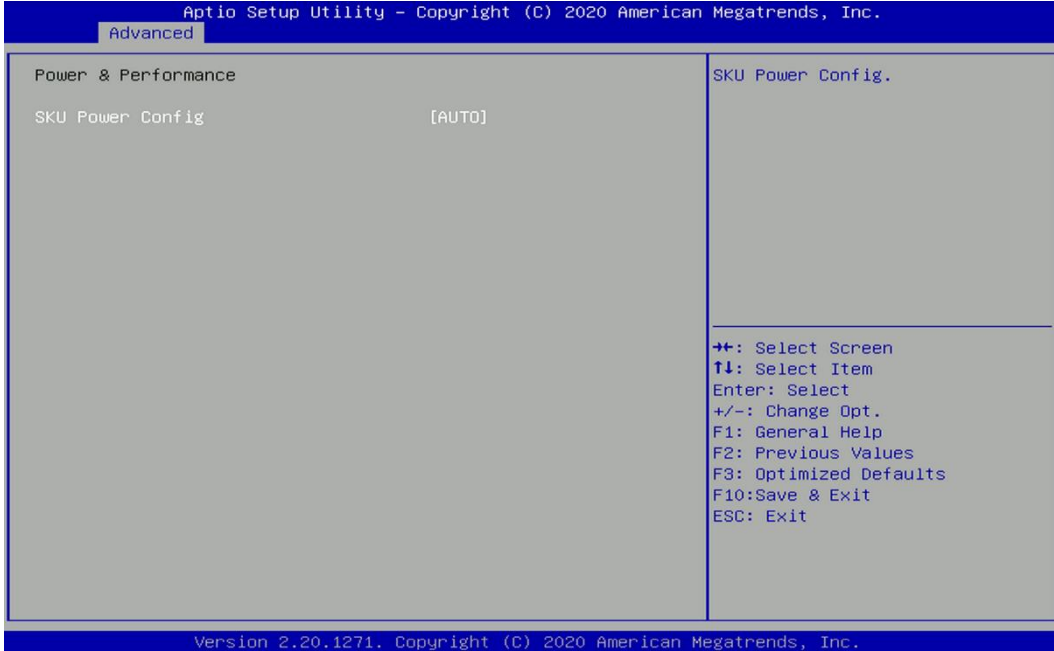 Aptio Setup Utility – Copyright (C) 2020 American Megatrends, Inc.
Advanced
Power & Performance
SKU Power Config [AUTO]
SKU Power Config.
→←: Select Screen
↑↓: Select Item
Enter: Select
+/-: Change Opt.
F1: General Help
F2: Previous Values
F3: Optimized Defaults
F10:Save & Exit
ESC: Exit
Version 2.20.1271. Copyright (C) 2020 American Megatrends, Inc.